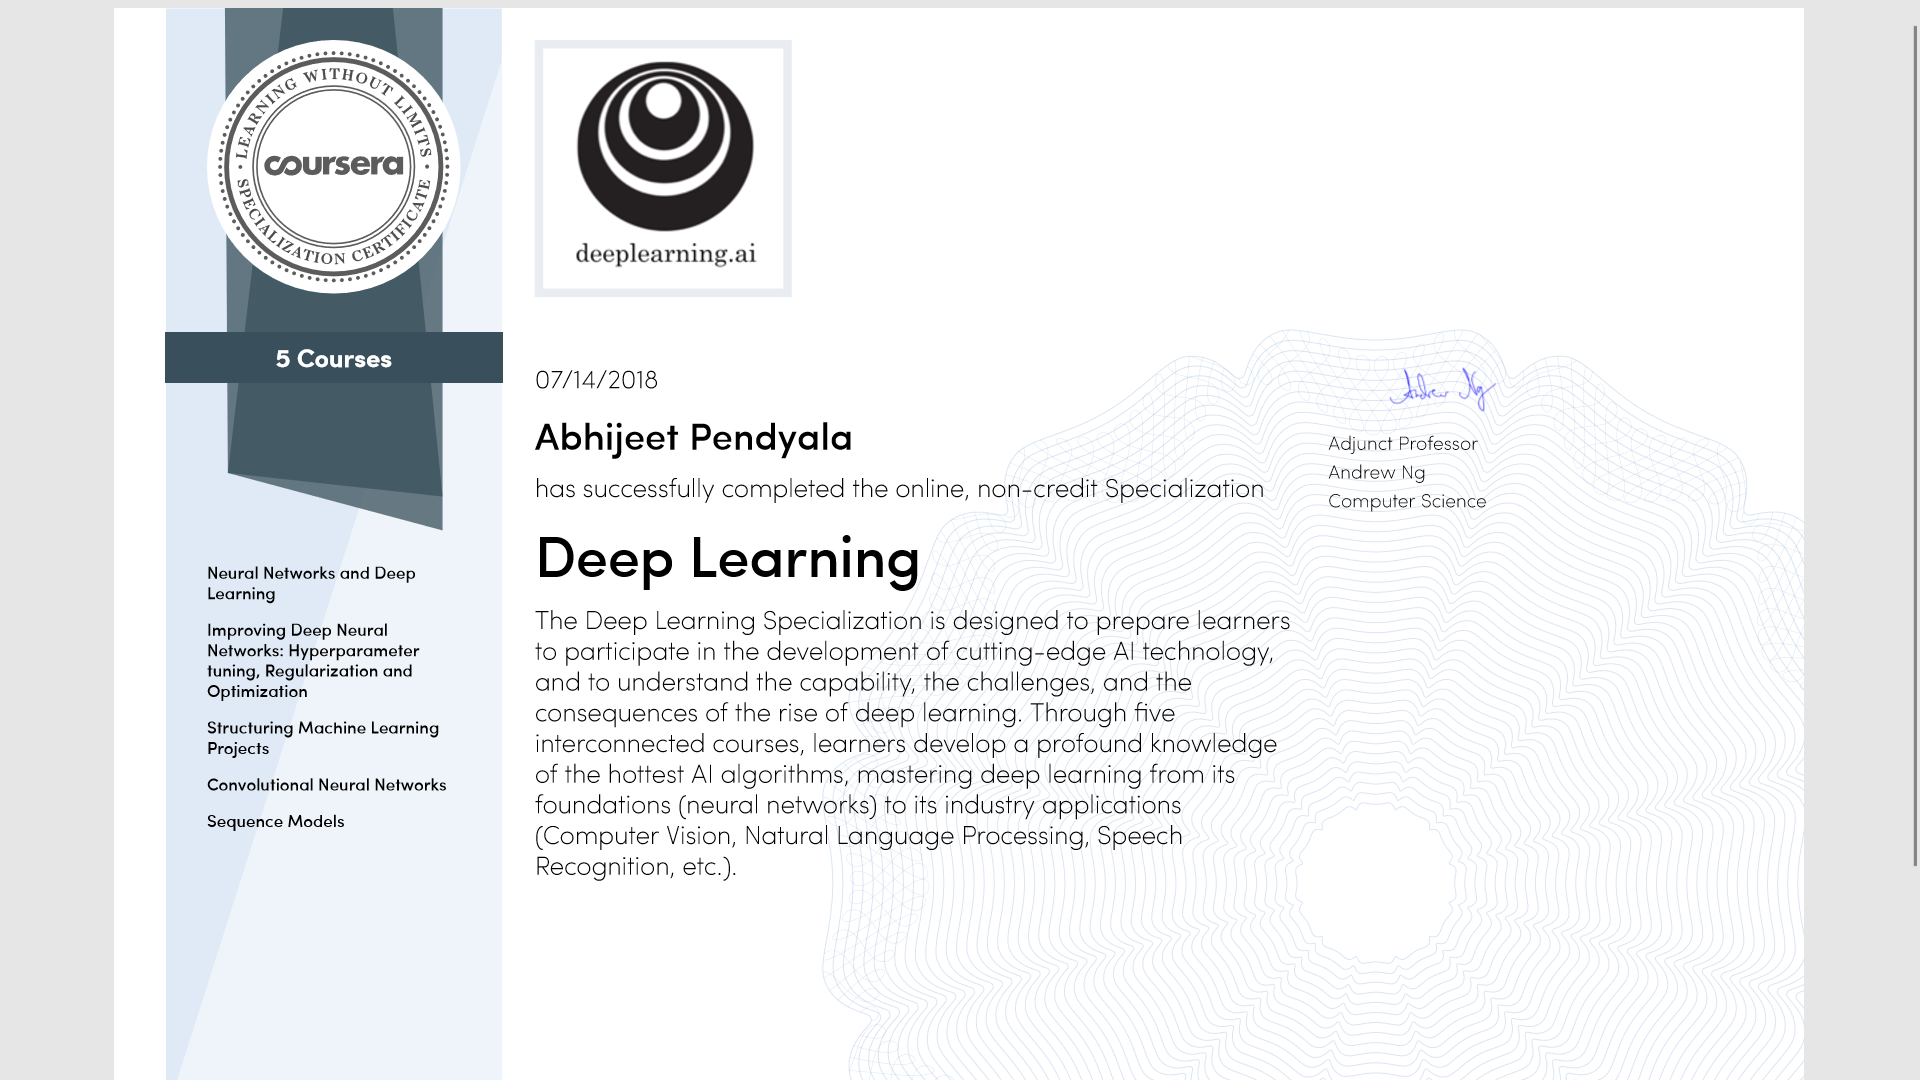 LEARNING WITHOUT LIMITS
coursera
SPECIALIZATION CERTIFICATE
5 Courses
Neural Networks and Deep
Learning
Improving Deep Neural
Networks: Hyperparameter
tuning, Regularization and
Optimization
Structuring Machine Learning
Projects
Convolutional Neural Networks
Sequence Models
deeplearning.ai
07/14/2018
Abhijeet Pendyala
has successfully completed the online, non-credit Specialization
Deep Learning
The Deep Learning Specialization is designed to prepare learners
to participate in the development of cutting-edge AI technology,
and to understand the capability, the challenges, and the
consequences of the rise of deep learning. Through five
interconnected courses, learners develop a profound knowledge
of the hottest AI algorithms, mastering deep learning from its
foundations (neural networks) to its industry applications
(Computer Vision, Natural Language Processing, Speech
Recognition, etc.).
Andrew Ng
Adjunct Professor
Andrew Ng
Computer Science